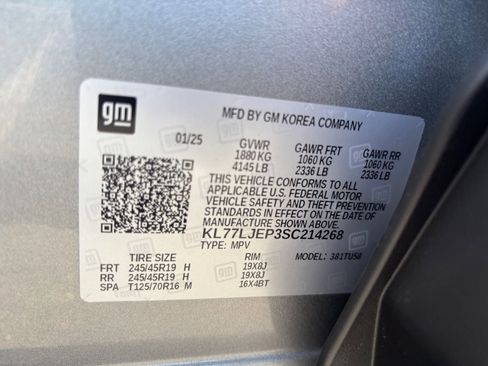 gm
MFD BY GM KOREA COMPANY
01/25 GVWR GAWR FRT GAWR RR
1880 KG 1060 KG 1060 KG
4145 LB 2336 LB 2336 LB
THIS VEHICLE CONFORMS TO ALL
APPLICABLE U.S. FEDERAL MOTOR
VEHICLE SAFETY AND THEFT PREVENTION
STANDARDS IN EFFECT ON THE DATE OF
MANUFACTURE SHOWN ABOVE.
KL77LJEP3SC214268
TYPE: MPV
TIRE SIZE RIM MODEL: 381TU58
FRT 245/45R19 H 19X8J
RR 245/45R19 H 19X8J
SPA T125/70R16 M 16X4BT